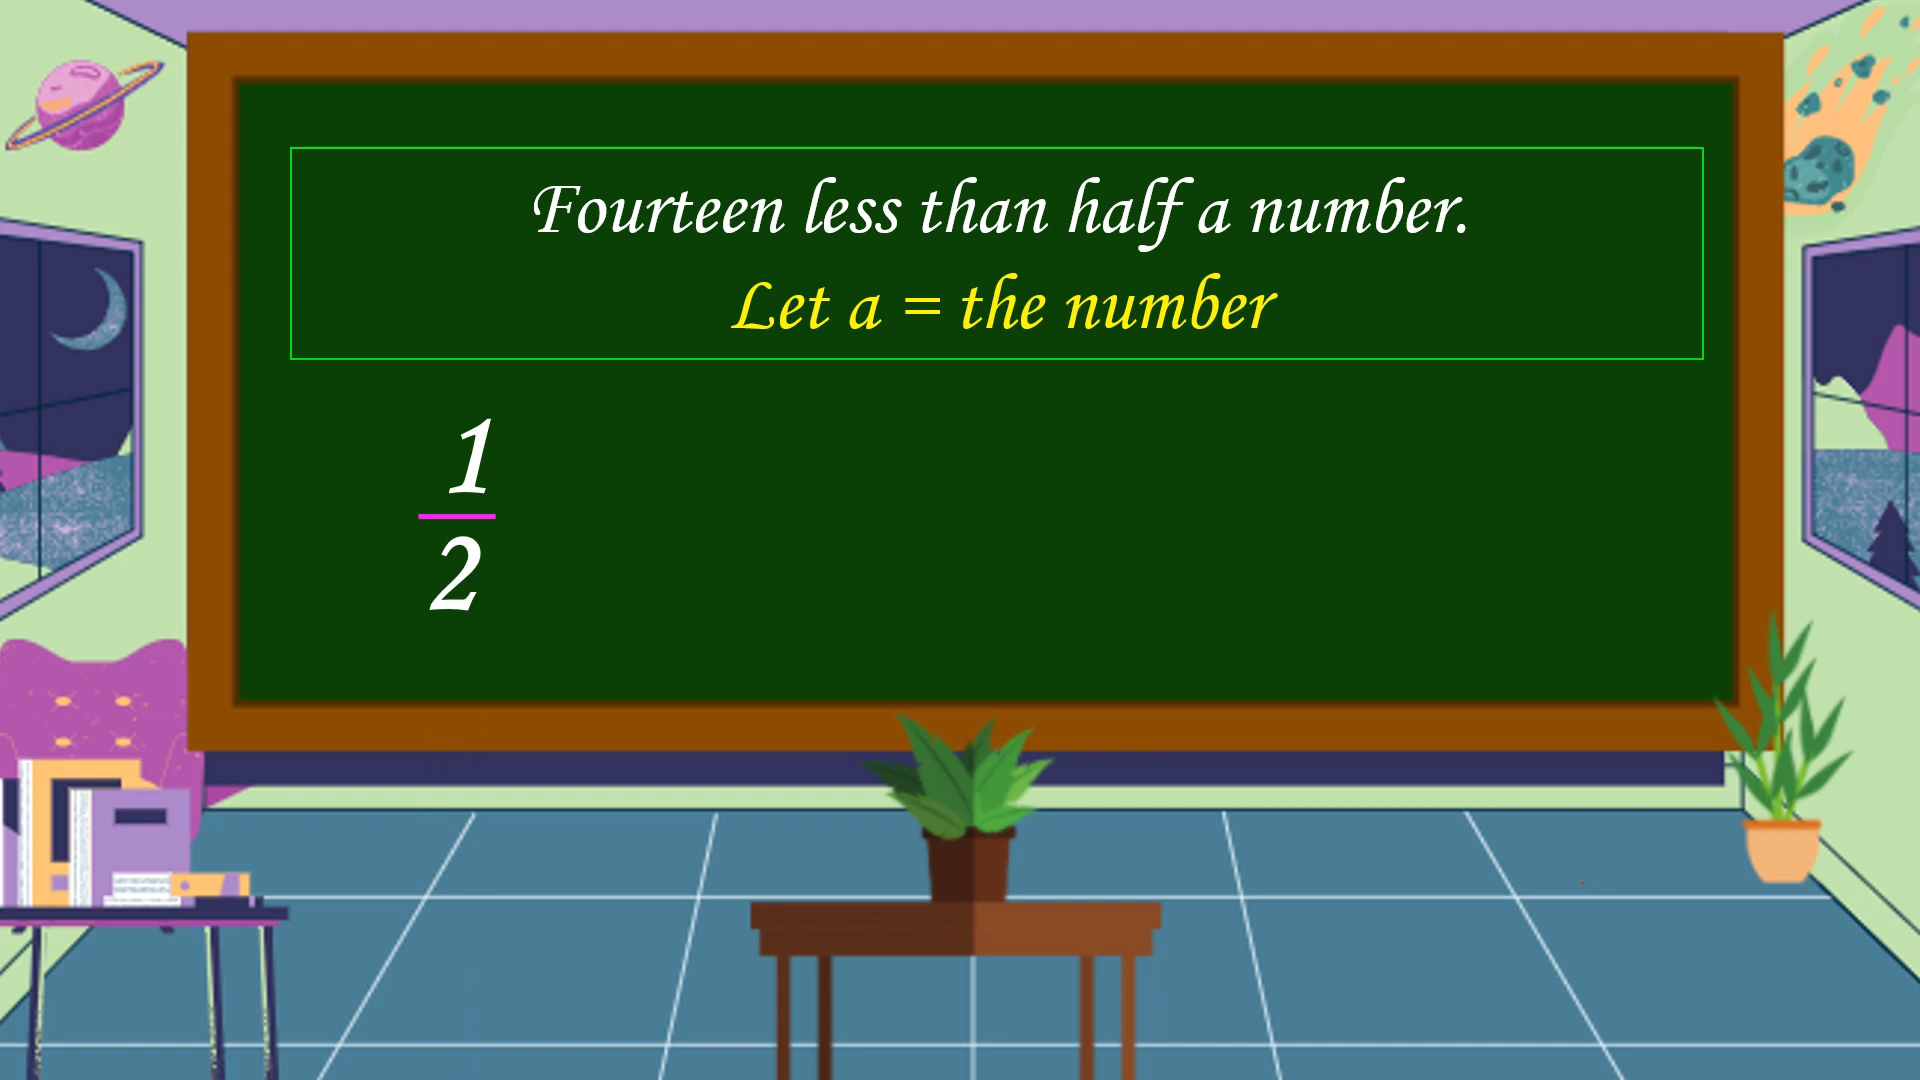 Fourteen less than half a number.
Let a = the number
1
2